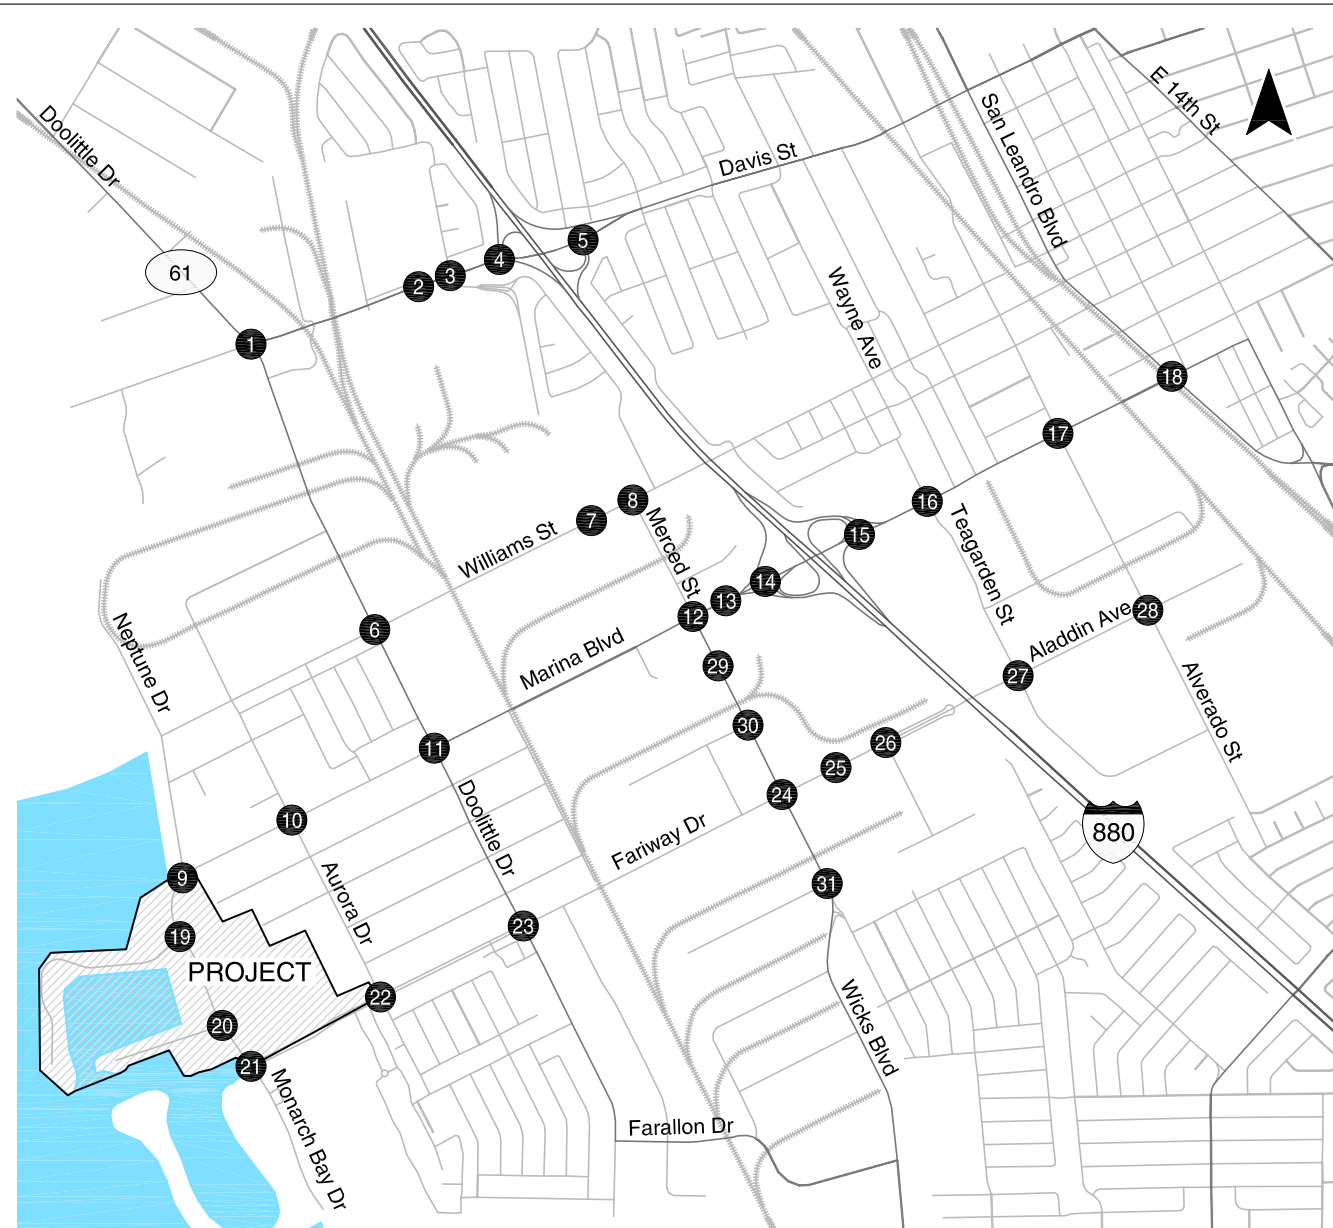 E 14th St
Doolittle Dr
San Leandro Blvd
Davis St
5
4
61
3
2
Wayne Ave
1
18
17
8
16
7
Merced St
15
Williams St
Teagarden St
14
13
28
12
6
Aladdin Ave
Neptune Dr
Marina Blvd
29
27
Alverado St
30
26
11
25
24
10
Doolittle Dr
880
Fariway Dr
9
31
Aurora Dr
23
19
PROJECT
22
20
Wicks Blvd
21
Monarch Bay Dr
Farallon Dr